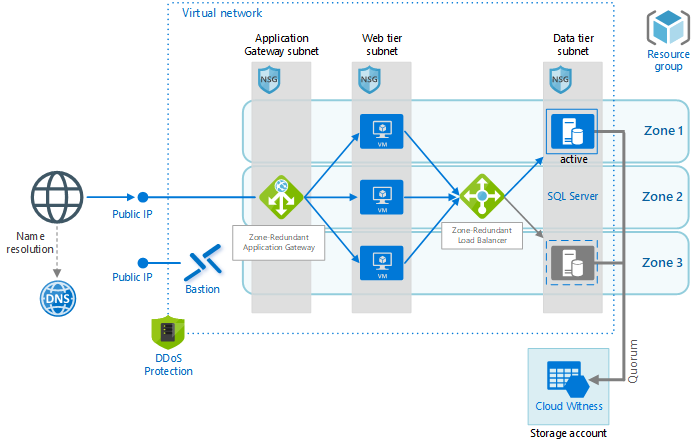 Virtual network
Application
Gateway subnet
Web tier
subnet
Data tier
subnet
Resource
group
NSG
NSG
NSG
Zone 1
VM
active
Public IP
VM
SQL Server
Zone 2
Name
resolution
Zone-Redundant
Application Gateway
Zone-Redundant
Load Balancer
Public IP
Bastion
VM
Zone 3
DNS
DDoS
Protection
Quorum
Cloud Witness
Storage account